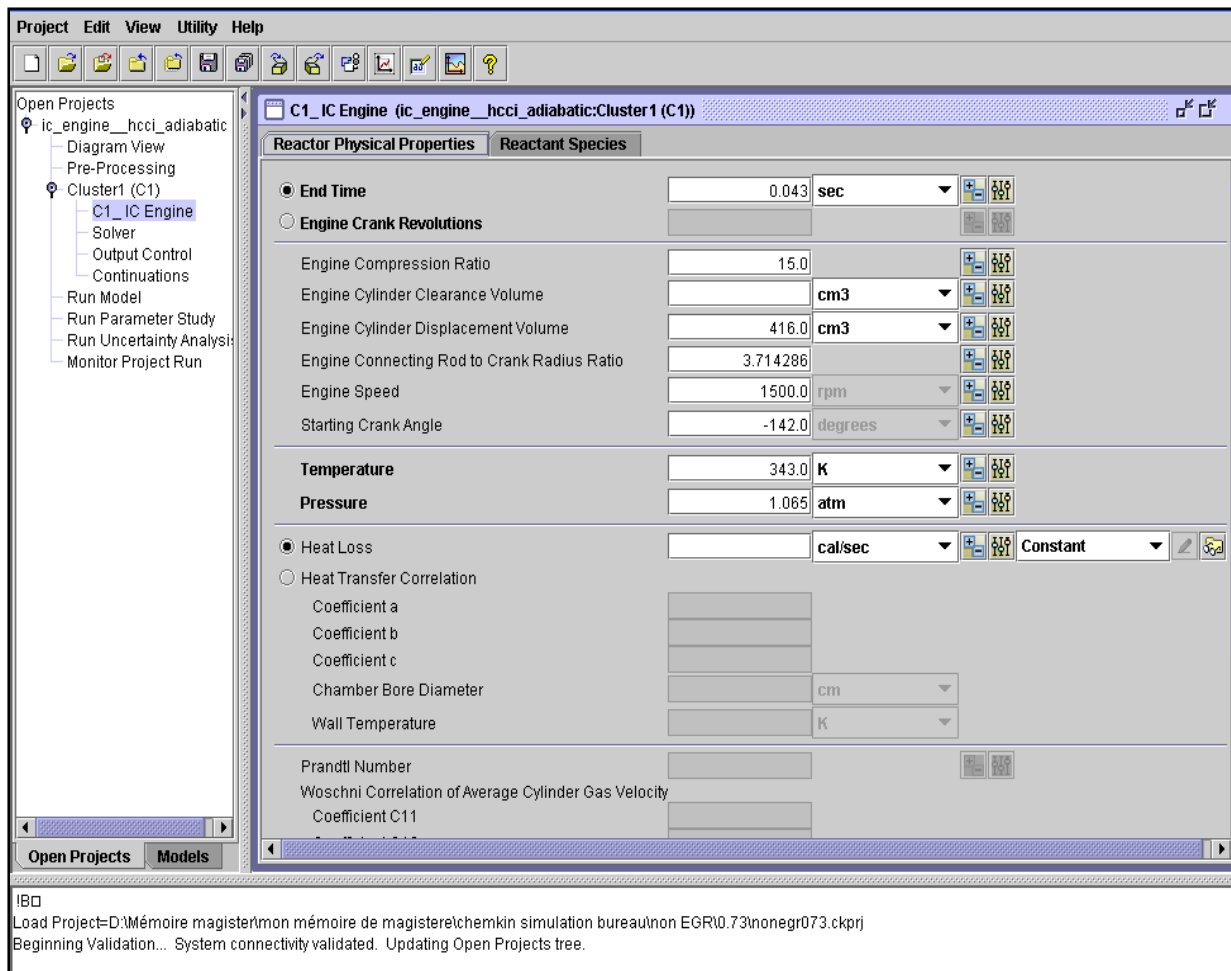 Project Edit View Utility Help
Open Projects
ic_engine__hcci_adiabatic
Diagram View
Pre-Processing
Cluster1 (C1)
C1_ IC Engine
Solver
Output Control
Continuations
Run Model
Run Parameter Study
Run Uncertainty Analysi
Monitor Project Run
Open Projects Models
C1_ IC Engine (ic_engine__hcci_adiabatic:Cluster1 (C1))
Reactor Physical Properties Reactant Species
End Time 0.043 sec
Engine Crank Revolutions
Engine Compression Ratio 15.0
Engine Cylinder Clearance Volume cm3
Engine Cylinder Displacement Volume 416.0 cm3
Engine Connecting Rod to Crank Radius Ratio 3.714286
Engine Speed 1500.0 rpm
Starting Crank Angle -142.0 degrees
Temperature 343.0 K
Pressure 1.065 atm
Heat Loss cal/sec Constant
Heat Transfer Correlation
Coefficient a
Coefficient b
Coefficient c
Chamber Bore Diameter cm
Wall Temperature K
Prandtl Number
Woschni Correlation of Average Cylinder Gas Velocity
Coefficient C11
!B□
Load Project=D:\Mémoire magister\mon mémoire de magistere\chemkin simulation bureau\non EGR\0.73\nonegr073.ckprj
Beginning Validation... System connectivity validated. Updating Open Projects tree.